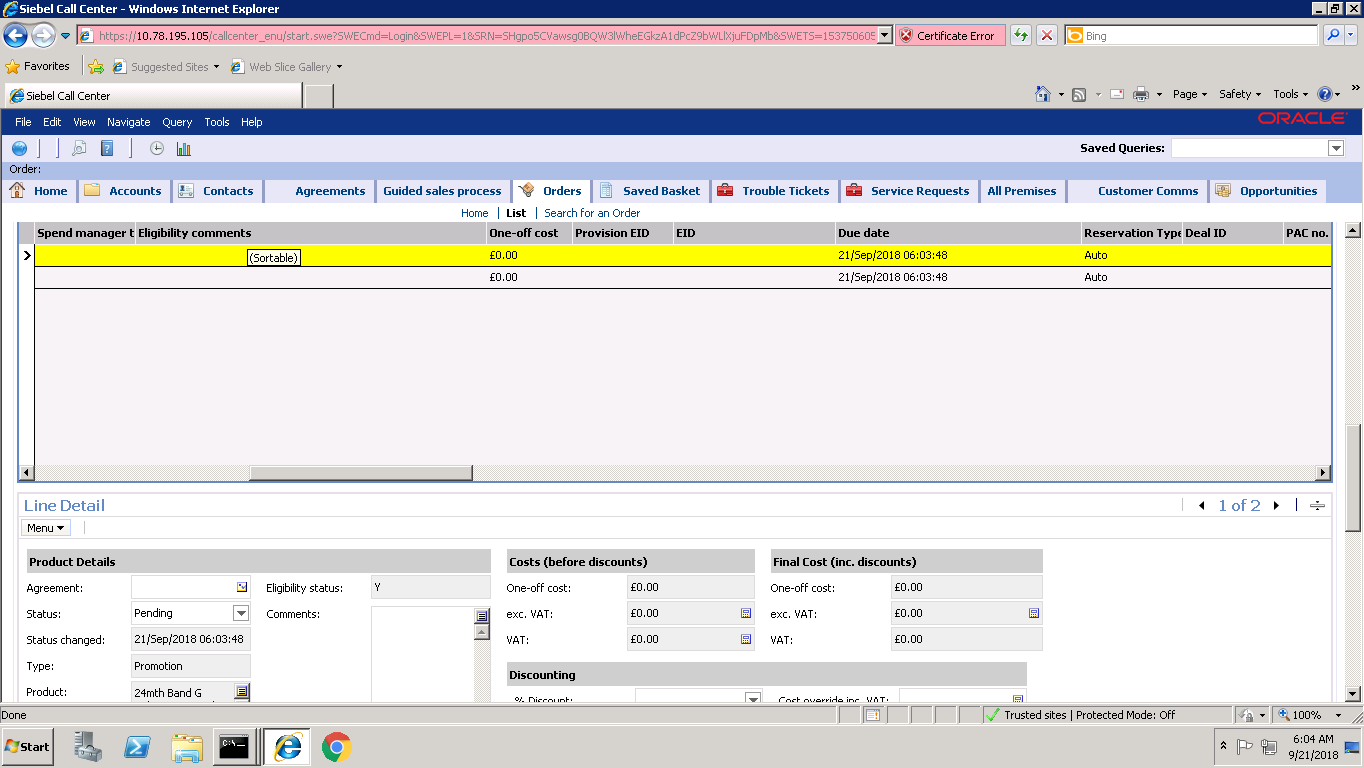 Siebel Call Center - Windows Internet Explorer
https://10.78.195.105/callcenter_enu/start.swe?SWECmd=Login&SWEPL=1&SRN= Certificate Error Bing
Favorites Suggested Sites Web Slice Gallery
Siebel Call Center Page Safety Tools
File Edit View Navigate Query Tools Help ORACLE
Saved Queries:
Order:
Home Accounts Contacts Agreements Guided sales process Orders Saved Basket Trouble Tickets Service Requests All Premises Customer Comms Opportunities
Home List Search for an Order
Spend manager t Eligibility comments One-off cost Provision EID EID Due date Reservation Type Deal ID PAC no.
(Sortable) £0.00 21/Sep/2018 06:03:48 Auto
£0.00 21/Sep/2018 06:03:48 Auto
Line Detail 1 of 2
Menu
Product Details Costs (before discounts) Final Cost (inc. discounts)
Agreement: Eligibility status: Y One-off cost: £0.00 One-off cost: £0.00
Status: Pending Comments: exc. VAT: £0.00 exc. VAT: £0.00
Status changed: 21/Sep/2018 06:03:48 VAT: £0.00 VAT: £0.00
Type: Promotion
Discounting
Product: 24mth Band G
% Discount: Cost override inc. VAT:
Done Trusted sites | Protected Mode: Off 100%
Start C:\ 6:04 AM
9/21/2018